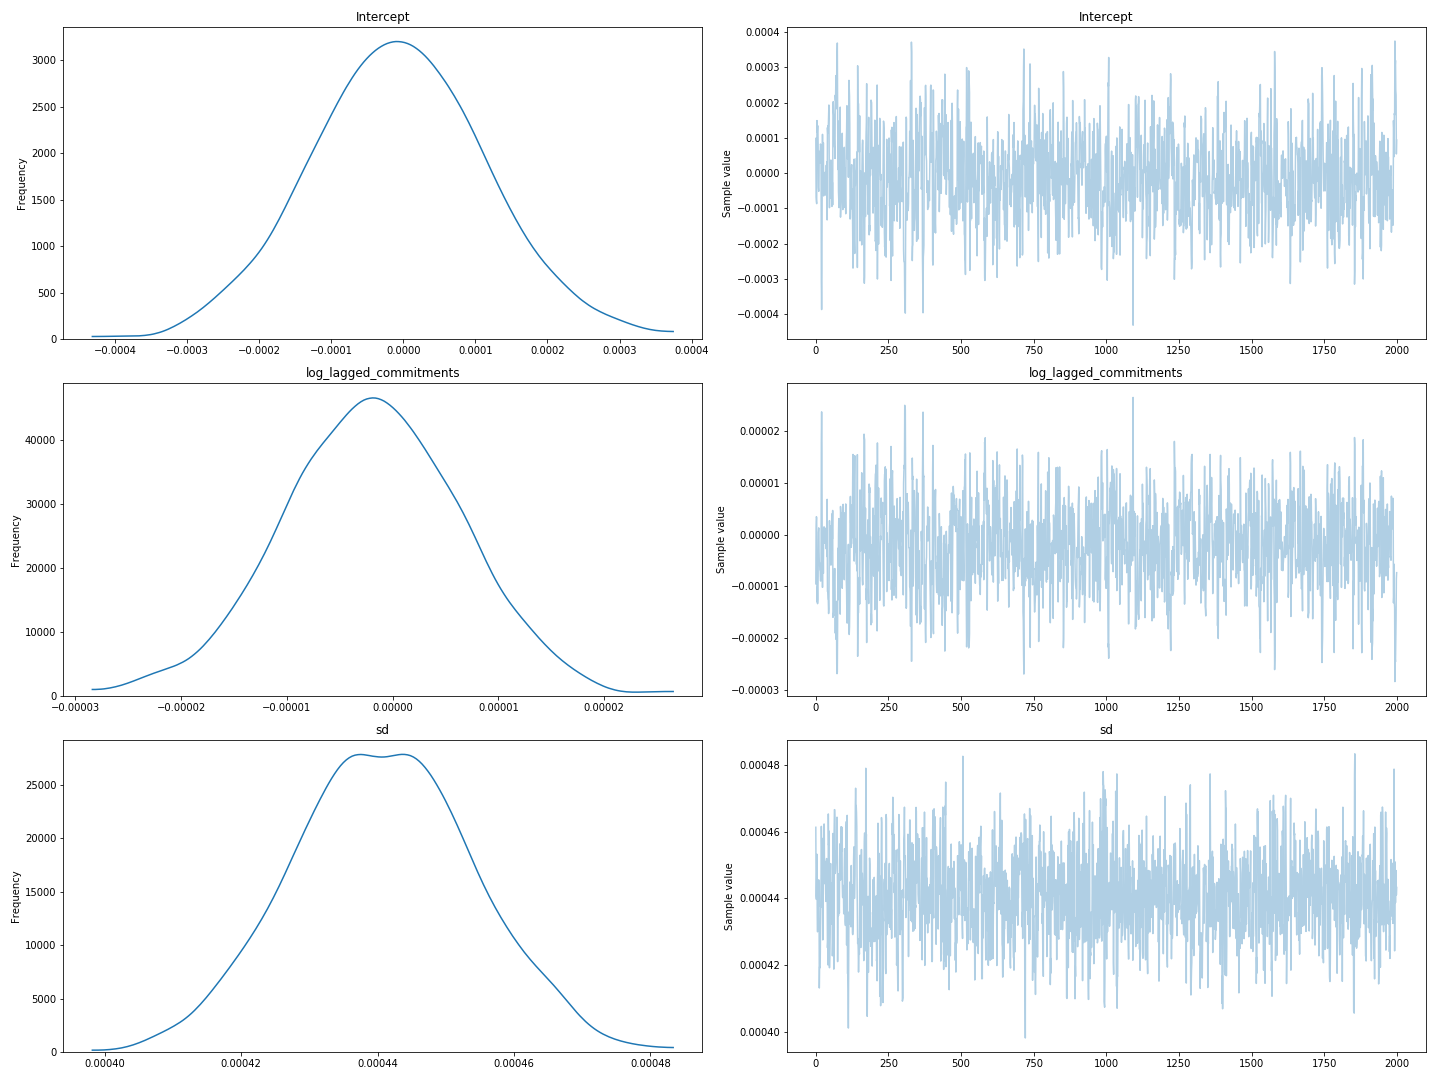 Intercept
Frequency
3000
2500
2000
1500
1000
500
0
−0.0004 −0.0003 −0.0002 −0.0001 0.0000 0.0001 0.0002 0.0003 0.0004
Intercept
Sample value
0.0004
0.0003
0.0002
0.0001
0.0000
−0.0001
−0.0002
−0.0003
−0.0004
0 250 500 750 1000 1250 1500 1750 2000
log_lagged_commitments
Frequency
40000
30000
20000
10000
0
−0.00003 −0.00002 −0.00001 0.00000 0.00001 0.00002
log_lagged_commitments
Sample value
0.00002
0.00001
0.00000
−0.00001
−0.00002
−0.00003
0 250 500 750 1000 1250 1500 1750 2000
sd
Frequency
25000
20000
15000
10000
5000
0
0.00040 0.00042 0.00044 0.00046 0.00048
sd
Sample value
0.00048
0.00046
0.00044
0.00042
0.00040
0 250 500 750 1000 1250 1500 1750 2000